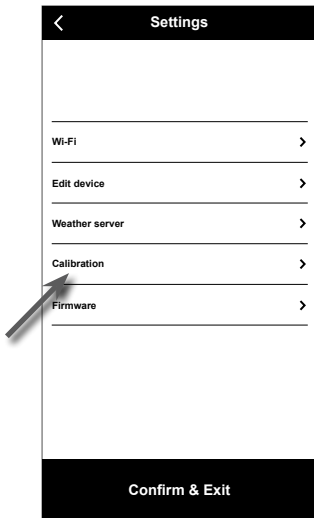 Settings
Wi-Fi
Edit device
Weather server
Calibration
Firmware
Confirm & Exit